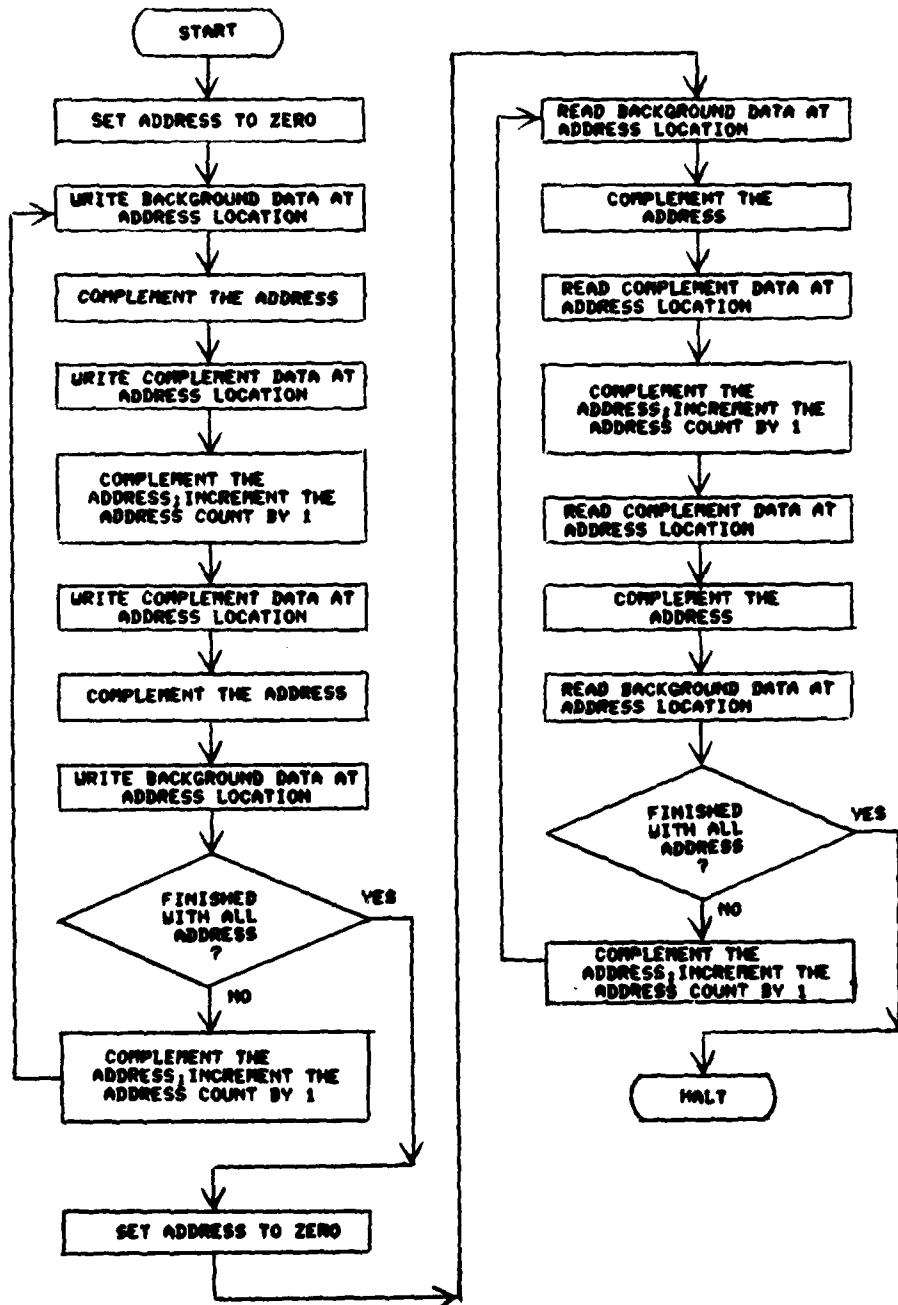 START
SET ADDRESS TO ZERO
WRITE BACKGROUND DATA AT
ADDRESS LOCATION
COMPLEMENT THE ADDRESS
WRITE COMPLEMENT DATA AT
ADDRESS LOCATION
COMPLEMENT THE
ADDRESS;INCREMENT THE
ADDRESS COUNT BY 1
WRITE COMPLEMENT DATA AT
ADDRESS LOCATION
COMPLEMENT THE ADDRESS
WRITE BACKGROUND DATA AT
ADDRESS LOCATION
FINISHED
WITH ALL
ADDRESS
?
YES
NO
COMPLEMENT THE
ADDRESS;INCREMENT THE
ADDRESS COUNT BY 1
SET ADDRESS TO ZERO
READ BACKGROUND DATA AT
ADDRESS LOCATION
COMPLEMENT THE
ADDRESS
READ COMPLEMENT DATA AT
ADDRESS LOCATION
COMPLEMENT THE
ADDRESS;INCREMENT THE
ADDRESS COUNT BY 1
READ COMPLEMENT DATA AT
ADDRESS LOCATION
COMPLEMENT THE
ADDRESS
READ BACKGROUND DATA AT
ADDRESS LOCATION
FINISHED
WITH ALL
ADDRESS
?
YES
NO
COMPLEMENT THE
ADDRESS;INCREMENT THE
ADDRESS COUNT BY 1
HALT